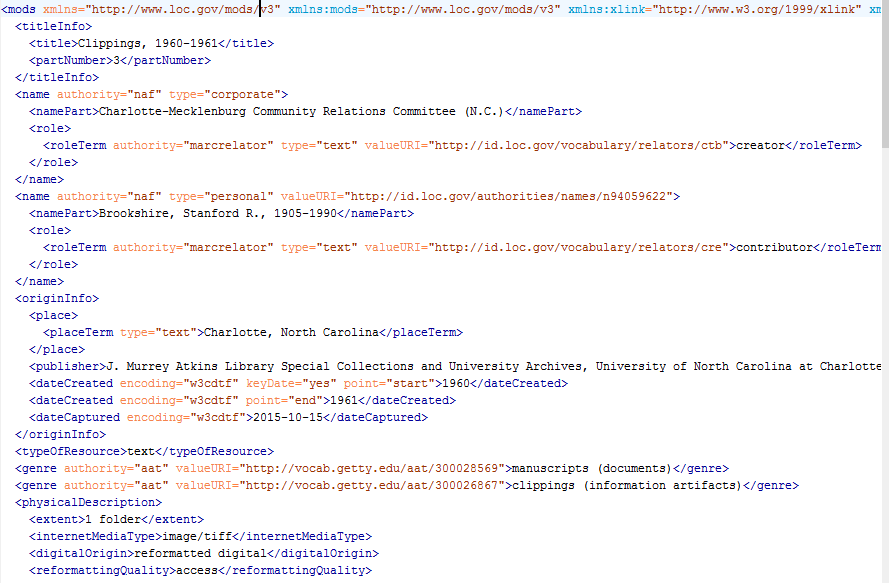 <mods xmlns="http://www.loc.gov/mods/v3" xmlns:mods="http://www.loc.gov/mods/v3" xmlns:xlink="http://www.w3.org/1999/xlink" xm
<titleInfo>
<title>Clippings, 1960-1961</title>
<partNumber>3</partNumber>
</titleInfo>
<name authority="naf" type="corporate">
<namePart>Charlotte-Mecklenburg Community Relations Committee (N.C.)</namePart>
<role>
<roleTerm authority="marcrelator" type="text" valueURI="http://id.loc.gov/vocabulary/relators/ctb">creator</roleTerm>
</role>
</name>
<name authority="naf" type="personal" valueURI="http://id.loc.gov/authorities/names/n94059622">
<namePart>Brookshire, Stanford R., 1905-1990</namePart>
<role>
<roleTerm authority="marcrelator" type="text" valueURI="http://id.loc.gov/vocabulary/relators/cre">contributor</roleTerm
</role>
</name>
<originInfo>
<place>
<placeTerm type="text">Charlotte, North Carolina</placeTerm>
</place>
<publisher>J. Murrey Atkins Library Special Collections and University Archives, University of North Carolina at Charlotte
<dateCreated encoding="w3cdtf" keyDate="yes" point="start">1960</dateCreated>
<dateCreated encoding="w3cdtf" point="end">1961</dateCreated>
<dateCaptured encoding="w3cdtf">2015-10-15</dateCaptured>
</originInfo>
<typeOfResource>text</typeOfResource>
<genre authority="aat" valueURI="http://vocab.getty.edu/aat/300028569">manuscripts (documents)</genre>
<genre authority="aat" valueURI="http://vocab.getty.edu/aat/300026867">clippings (information artifacts)</genre>
<physicalDescription>
<extent>1 folder</extent>
<internetMediaType>image/tiff</internetMediaType>
<digitalOrigin>reformatted digital</digitalOrigin>
<reformattingQuality>access</reformattingQuality>